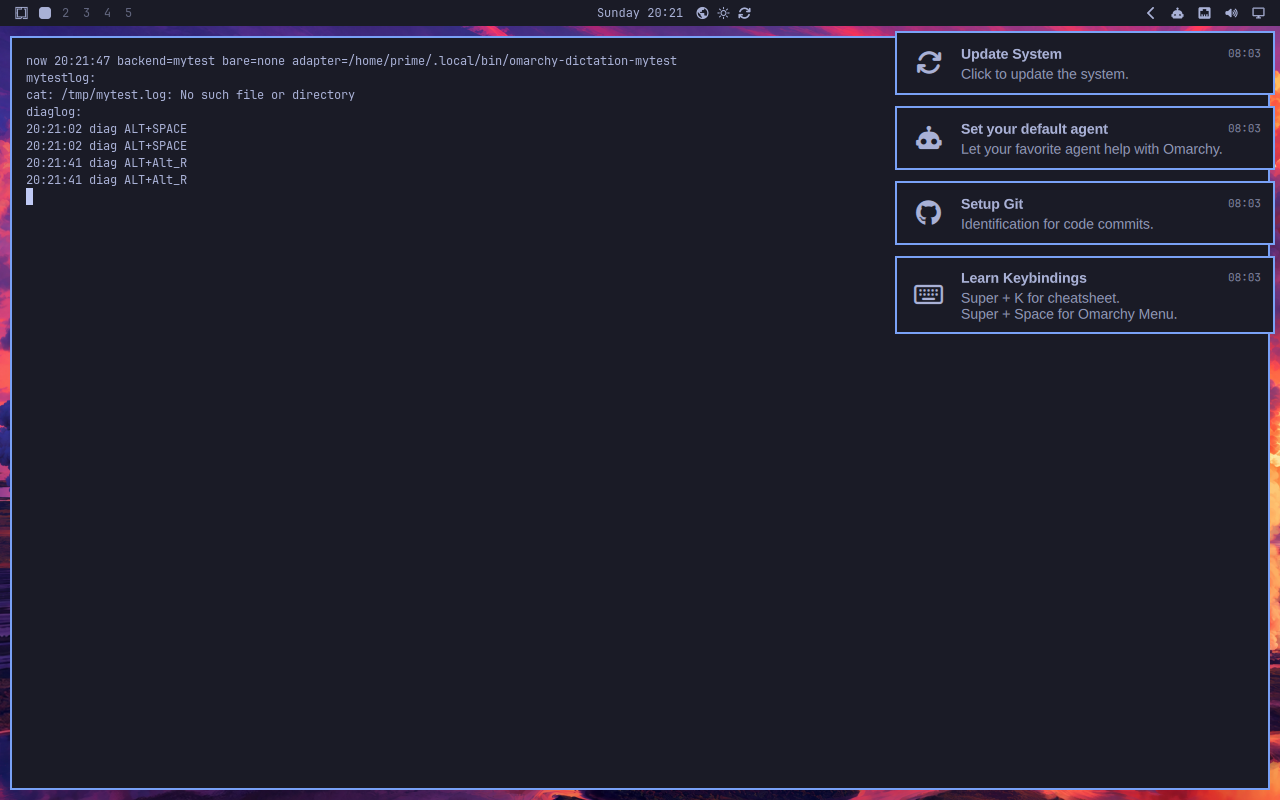 2 3 4 5
Sunday 20:21
now 20:21:47 backend=mytest bare=none adapter=/home/prime/.local/bin/omarchy-dictation-mytest
mytestlog:
cat: /tmp/mytest.log: No such file or directory
diaglog:
20:21:02 diag ALT+SPACE
20:21:02 diag ALT+SPACE
20:21:41 diag ALT+Alt_R
20:21:41 diag ALT+Alt_R
Update System 08:03
Click to update the system.
Set your default agent 08:03
Let your favorite agent help with Omarchy.
Setup Git 08:03
Identification for code commits.
Learn Keybindings 08:03
Super + K for cheatsheet.
Super + Space for Omarchy Menu.